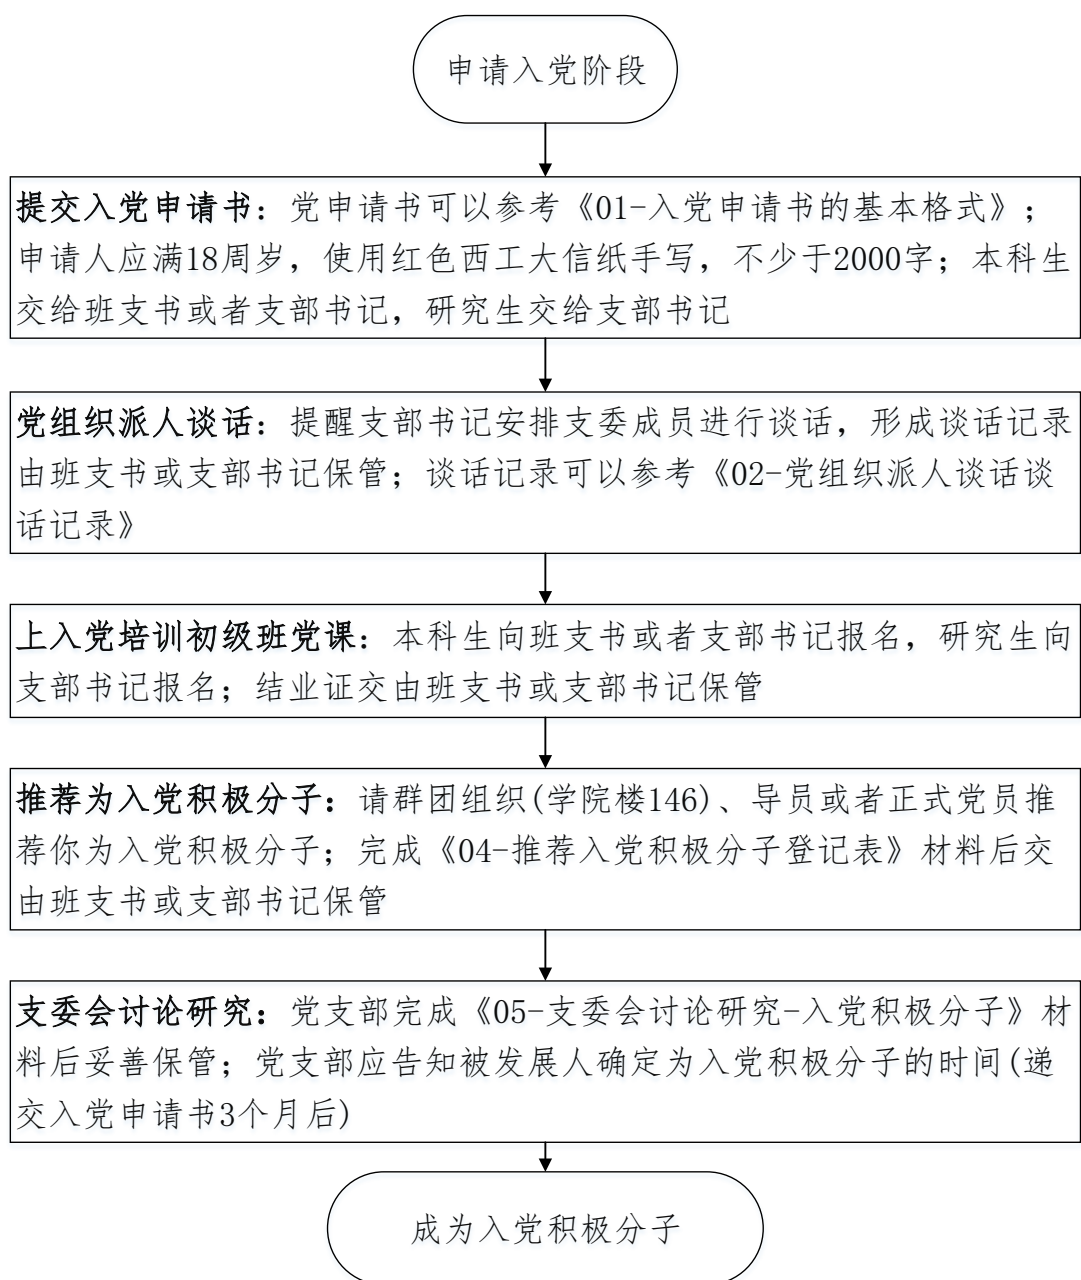 申请入党阶段
提交入党申请书：党申请书可以参考《01-入党申请书的基本格式》；
申请人应满18周岁，使用红色西工大信纸手写，不少于2000字；本科生
交给班支书或者支部书记，研究生交给支部书记
党组织派人谈话：提醒支部书记安排支委成员进行谈话，形成谈话记录
由班支书或支部书记保管；谈话记录可以参考《02-党组织派人谈话谈
话记录》
上入党培训初级班党课：本科生向班支书或者支部书记报名，研究生向
支部书记报名；结业证交由班支书或支部书记保管
推荐为入党积极分子：请群团组织(学院楼146)、导员或者正式党员推
荐你为入党积极分子；完成《04-推荐入党积极分子登记表》材料后交
由班支书或支部书记保管
支委会讨论研究：党支部完成《05-支委会讨论研究-入党积极分子》材
料后妥善保管；党支部应告知被发展人确定为入党积极分子的时间(递
交入党申请书3个月后)
成为入党积极分子